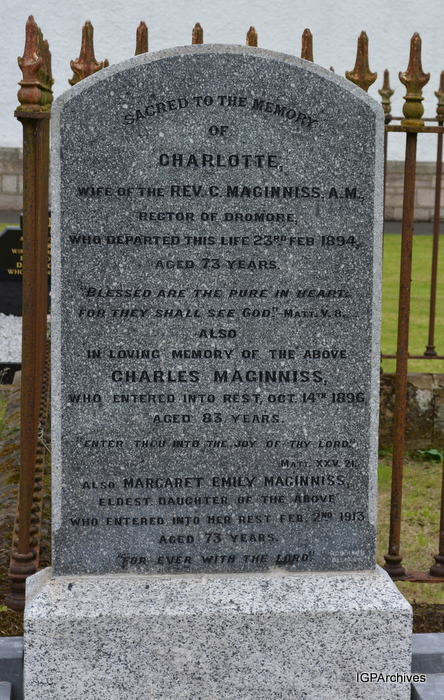 SACRED TO THE MEMORY
OF
CHARLOTTE,
WIFE OF THE REV. C. MAGINNISS, A.M.,
RECTOR OF DROMORE,
WHO DEPARTED THIS LIFE 23RD FEB 1894,
AGED 73 YEARS.
"BLESSED ARE THE PURE IN HEART:
FOR THEY SHALL SEE GOD."-MATT. V. 8.
ALSO
IN LOVING MEMORY OF THE ABOVE
CHARLES MAGINNISS,
WHO ENTERED INTO REST, OCT. 14TH 1896,
AGED 83 YEARS.
"ENTER THOU INTO THE JOY OF THY LORD."
MATT. XXV. 21.
ALSO MARGARET EMILY MAGINNISS,
ELDEST DAUGHTER OF THE ABOVE
WHO ENTERED INTO HER REST FEB. 2ND 1913
AGED 73 YEARS.
"FOR EVER WITH THE LORD"
IGPArchives